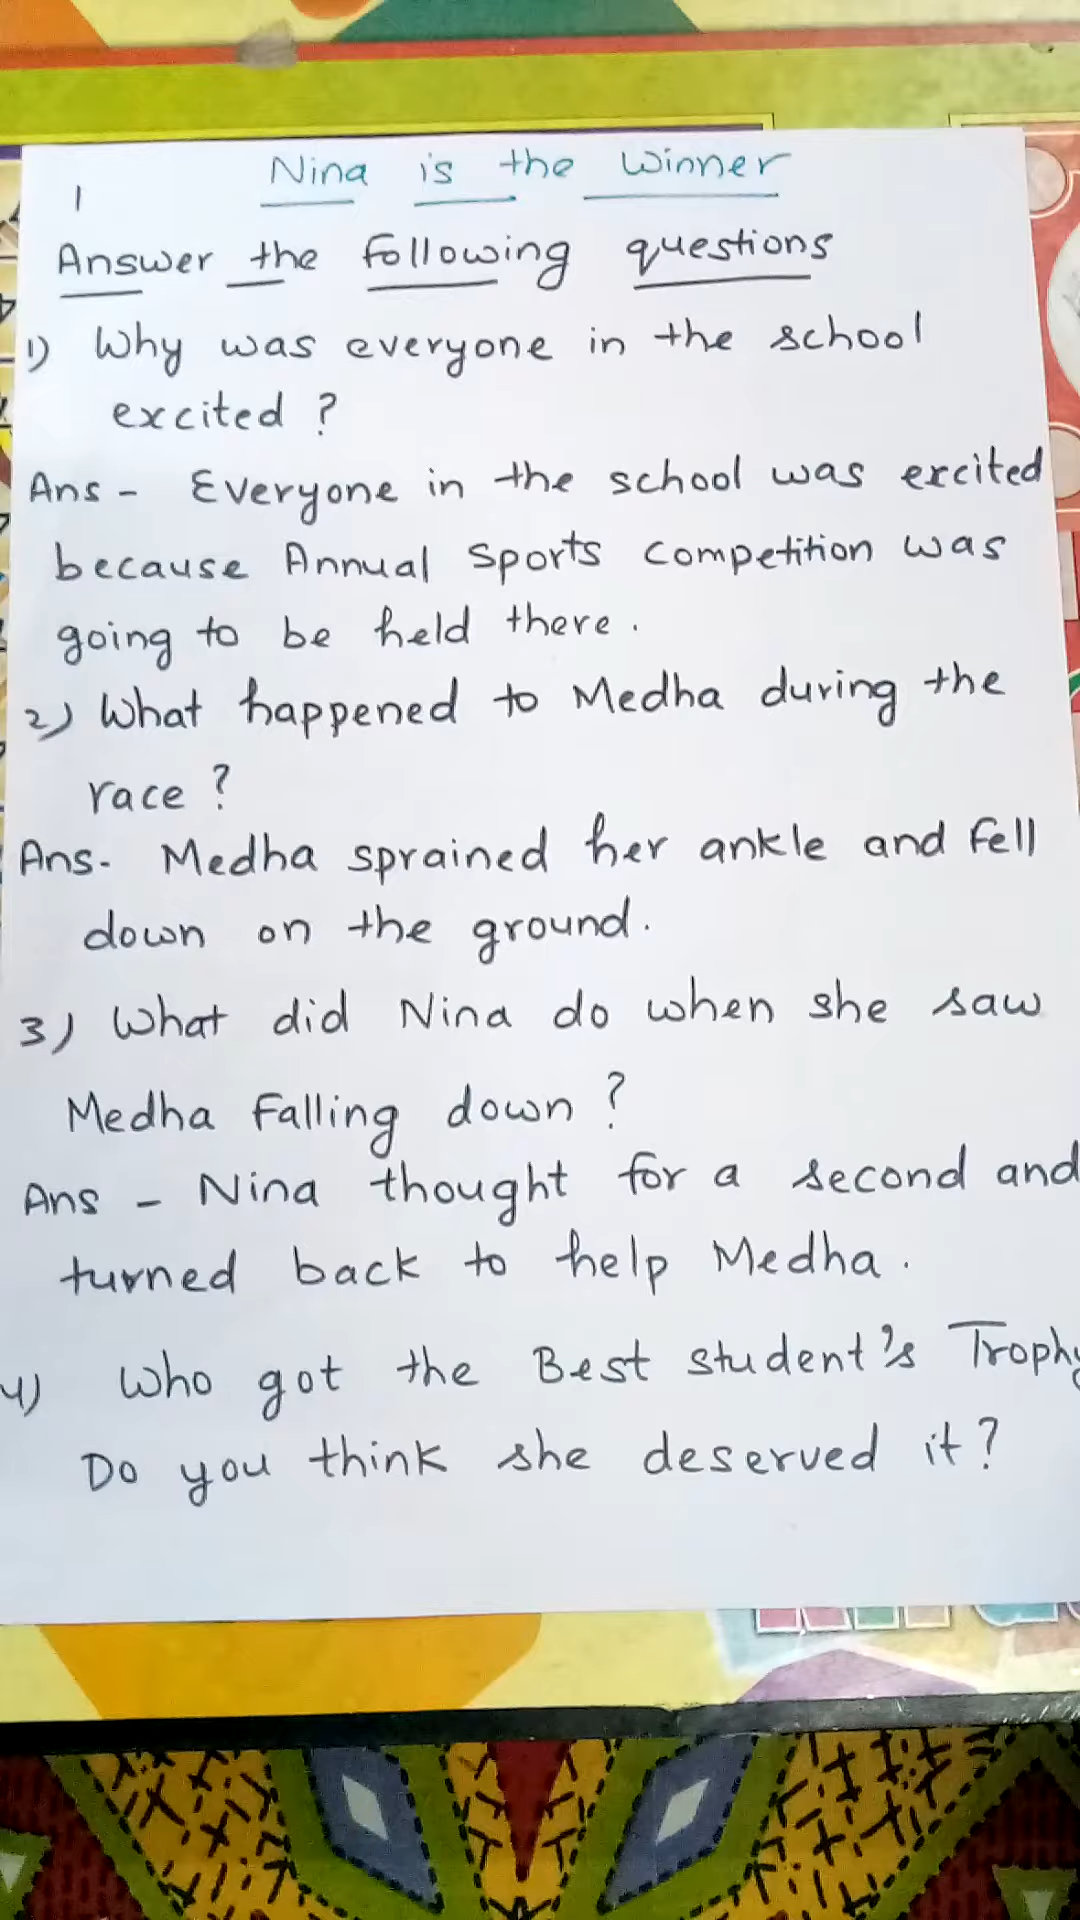 Nina is the Winner
1
Answer the following questions
1) Why was everyone in the school
excited ?
Ans - Everyone in the school was excited
because Annual Sports Competition was
going to be held there.
2) What happened to Medha during the
race ?
Ans- Medha sprained her ankle and fell
down on the ground.
3) What did Nina do when she saw
Medha Falling down ?
Ans - Nina thought for a second and
turned back to help Medha.
4) Who got the Best student's Trophy
Do you think she deserved it?